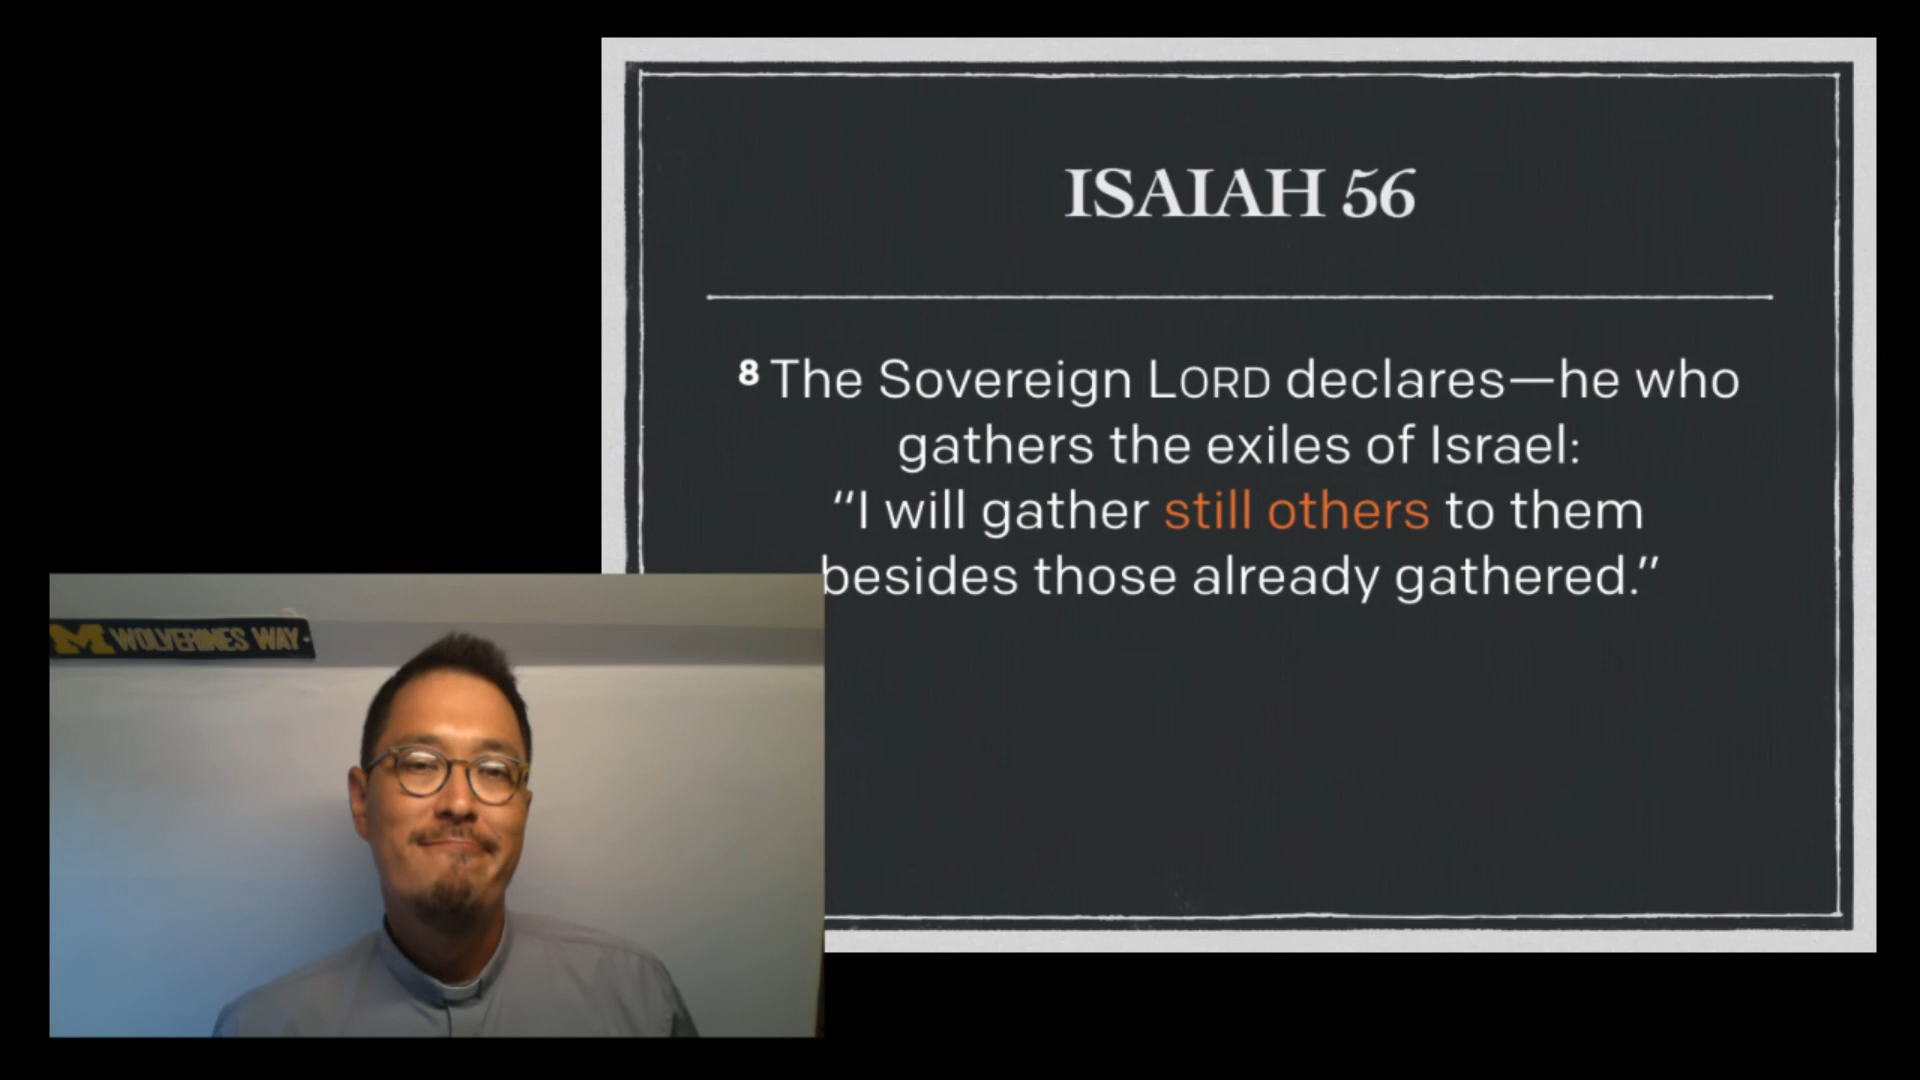 ISAIAH 56
8 The Sovereign LORD declares—he who
gathers the exiles of Israel:
“I will gather still others to them
besides those already gathered.”
M WOLVERINES WAY